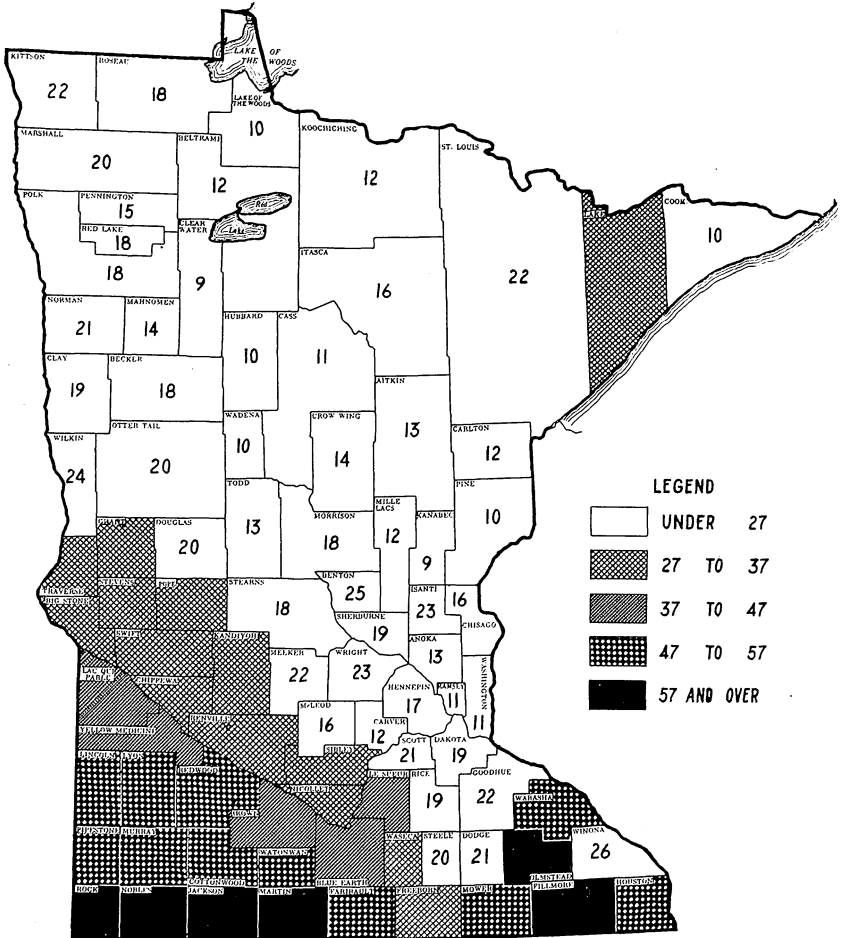 LAKE OF
THE WOODS
KITTSON
22
ROSEAU
18
LAKE OF
THE WOODS
10
KOOCHICHING
12
ST. LOUIS
22
COOK
10
MARSHALL
20
BELTRAMI
12
Red
Lake
POLK
18
PENNINGTON
15
RED LAKE
18
CLEAR
WATER
9
ITASCA
16
NORMAN
21
MAHNOMEN
14
HUBBARD
10
CASS
11
CLAY
19
BECKER
18
AITKIN
13
WADENA
10
CROW WING
14
CARLTON
12
WILKIN
24
OTTER TAIL
20
TODD
13
MORRISON
18
MILLE
LACS
12
KANABEC
9
PINE
10
GRANT
DOUGLAS
20
TRAVERSE
BIG STONE
STEVENS
POPE
STEARNS
18
BENTON
25
SHERBURNE
19
ISANTI
23
16
CHISAGO
ANOKA
13
SWIFT
KANDIYOHI
MEEKER
22
WRIGHT
23
HENNEPIN
17
RAMSEY
11
WASHINGTON
11
LAC QUI
PARLE
CHIPPEWA
RENVILLE
McLEOD
16
CARVER
12
SCOTT
21
DAKOTA
19
YELLOW MEDICINE
SIBLEY
LINCOLN
LYON
REDWOOD
NICOLLET
LE SUEUR
RICE
19
GOODHUE
22
WABASHA
BROWN
PIPESTONE
MURRAY
COTTONWOOD
WATONWAN
BLUE EARTH
WASECA
STEELE
20
DODGE
21
OLMSTEAD
WINONA
26
ROCK
NOBLES
JACKSON
MARTIN
FARIBAULT
FREEBORN
MOWER
FILLMORE
HOUSTON
LEGEND
UNDER 27
27 TO 37
37 TO 47
47 TO 57
57 AND OVER